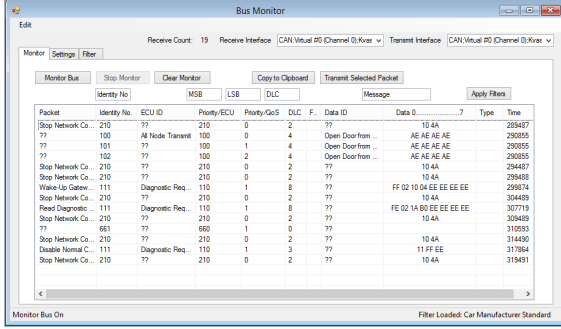 Bus Monitor
Edit
Receive Count: 19 Receive Interface CAN;Virtual #0 (Channel 0);Kvas Transmit Interface CAN;Virtual #0 (Channel 0);Kvas
Monitor Settings Filter
Monitor Bus Stop Monitor Clear Monitor Copy to Clipboard Transmit Selected Packet
Identity No MSB LSB DLC Message Apply Filters
Packet Identity No. ECU ID Priority/ECU Priority/QoS DLC F.. Data ID Data 0....................7 Type Time
Stop Network Co... 210 ?? 210 0 2 ?? 10 4A 289487
?? 100 All Node Transmit 100 0 4 Open Door from ... AE AE AE AE 290855
?? 101 ?? 100 1 4 Open Door from ... AE AE AE AE 290855
?? 102 ?? 100 2 4 Open Door from ... AE AE AE AE 290855
Stop Network Co... 210 ?? 210 0 2 ?? 10 4A 294487
Stop Network Co... 210 ?? 210 0 2 ?? 10 4A 299488
Wake-Up Gatew... 111 Diagnostic Req... 110 1 8 ?? FF 02 10 04 EE EE EE EE 299874
Stop Network Co... 210 ?? 210 0 2 ?? 10 4A 304489
Read Diagnostic ... 111 Diagnostic Req... 110 1 8 ?? FE 02 1A B0 EE EE EE EE 307719
Stop Network Co... 210 ?? 210 0 2 ?? 10 4A 309489
?? 661 ?? 660 1 0 ?? 310593
Stop Network Co... 210 ?? 210 0 2 ?? 10 4A 314490
Disable Normal C... 111 Diagnostic Req... 110 1 3 ?? 11 FF EE 317864
Stop Network Co... 210 ?? 210 0 2 ?? 10 4A 319491
Monitor Bus On Filter Loaded: Car Manufacturer Standard